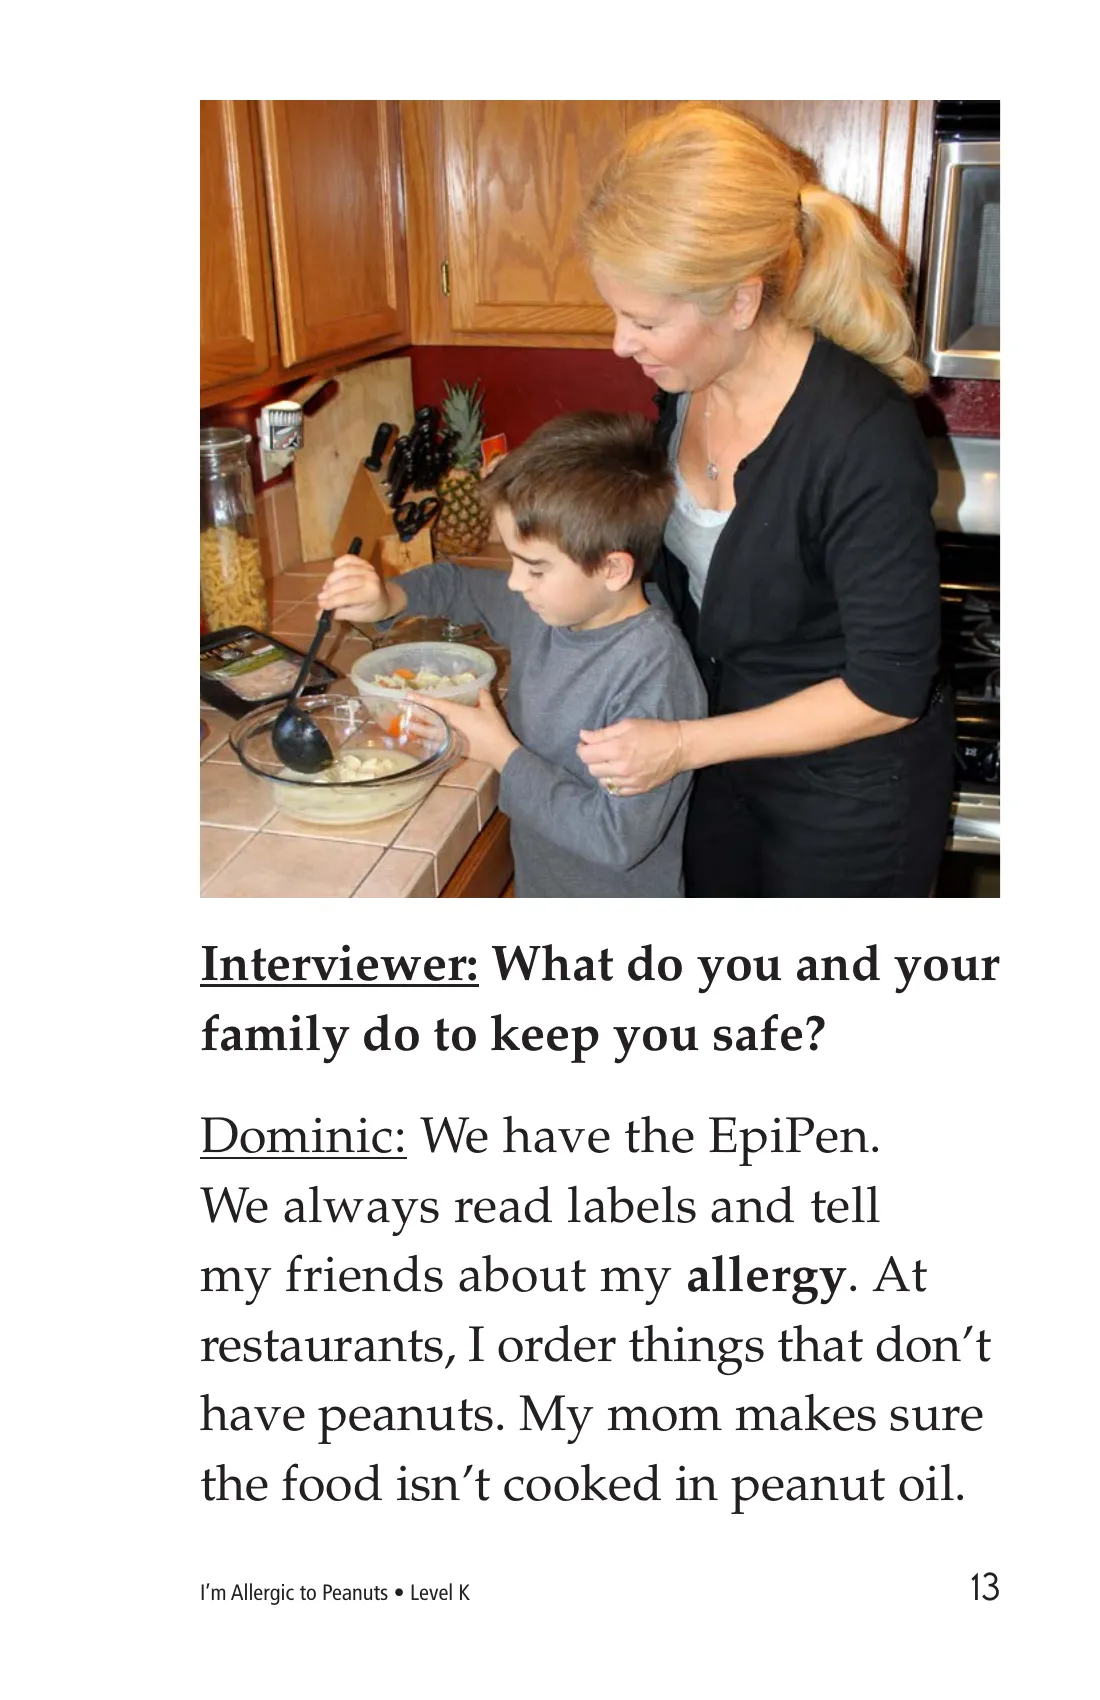 Interviewer: What do you and your
family do to keep you safe?
Dominic: We have the EpiPen.
We always read labels and tell
my friends about my allergy. At
restaurants, I order things that don’t
have peanuts. My mom makes sure
the food isn’t cooked in peanut oil.
I’m Allergic to Peanuts • Level K
13